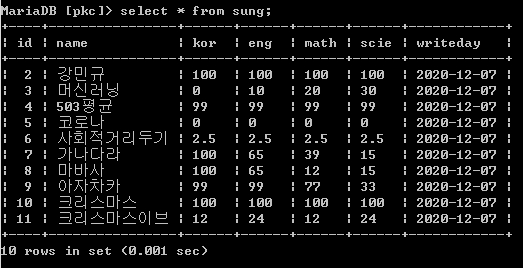 MariaDB [pkc]> select * from sung;
+----+----------------+------+------+------+------+------------+
| id | name | kor | eng | math | scie | writeday |
+----+----------------+------+------+------+------+------------+
| 2 | 강민규 | 100 | 100 | 100 | 100 | 2020-12-07 |
| 3 | 머신러닝 | 0 | 10 | 20 | 30 | 2020-12-07 |
| 4 | 503평균 | 99 | 99 | 99 | 99 | 2020-12-07 |
| 5 | 코로나 | 0 | 0 | 0 | 0 | 2020-12-07 |
| 6 | 사회적거리두기 | 2.5 | 2.5 | 2.5 | 2.5 | 2020-12-07 |
| 7 | 가나다라 | 100 | 65 | 39 | 15 | 2020-12-07 |
| 8 | 마바사 | 100 | 65 | 12 | 15 | 2020-12-07 |
| 9 | 아자차카 | 99 | 99 | 77 | 33 | 2020-12-07 |
| 10 | 크리스마스 | 100 | 100 | 100 | 100 | 2020-12-07 |
| 11 | 크리스마스이브 | 12 | 24 | 12 | 24 | 2020-12-07 |
+----+----------------+------+------+------+------+------------+
10 rows in set (0.001 sec)